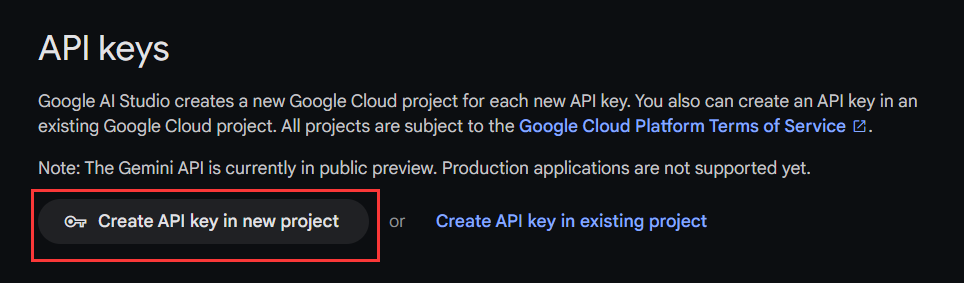 API keys
Google AI Studio creates a new Google Cloud project for each new API key. You also can create an API key in an
existing Google Cloud project. All projects are subject to the Google Cloud Platform Terms of Service.
Note: The Gemini API is currently in public preview. Production applications are not supported yet.
Create API key in new project or Create API key in existing project